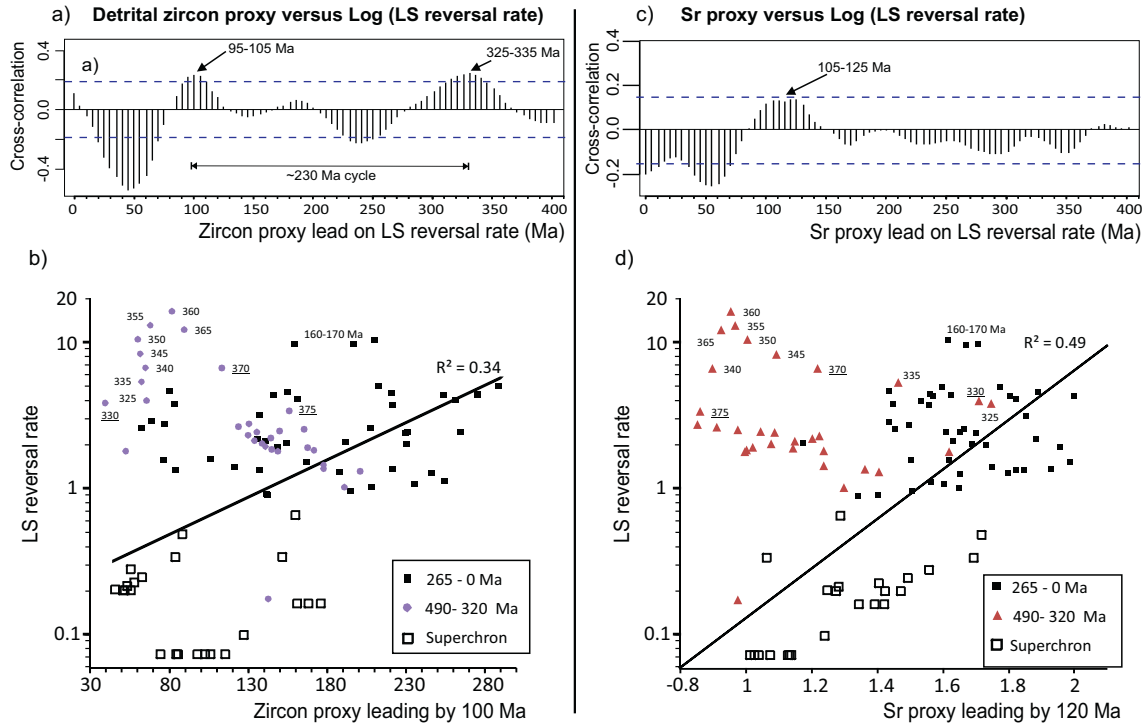 a) Detrital zircon proxy versus Log (LS reversal rate)
Cross-correlation
0.4
0.0
-0.4
a)
95-105 Ma
325-335 Ma
~230 Ma cycle
0 50 100 150 200 250 300 350 400
Zircon proxy lead on LS reversal rate (Ma)
c) Sr proxy versus Log (LS reversal rate)
Cross-correlation
0.4
0.2
0.0
-0.2
105-125 Ma
0 50 100 150 200 250 300 350 400
Sr proxy lead on LS reversal rate (Ma)
b)
LS reversal rate
20
10
1
0.1
360
355
365
350
345
340
370
335
325
330
375
160-170 Ma
R² = 0.34
265 - 0 Ma
490- 320 Ma
Superchron
30 80 130 180 230 280
Zircon proxy leading by 100 Ma
d)
LS reversal rate
20
10
1
0.1
360
355
365
350
345
340
370
335
330
325
375
160-170 Ma
R² = 0.49
265 - 0 Ma
490- 320 Ma
Superchron
-0.8 1 1.2 1.4 1.6 1.8 2
Sr proxy leading by 120 Ma